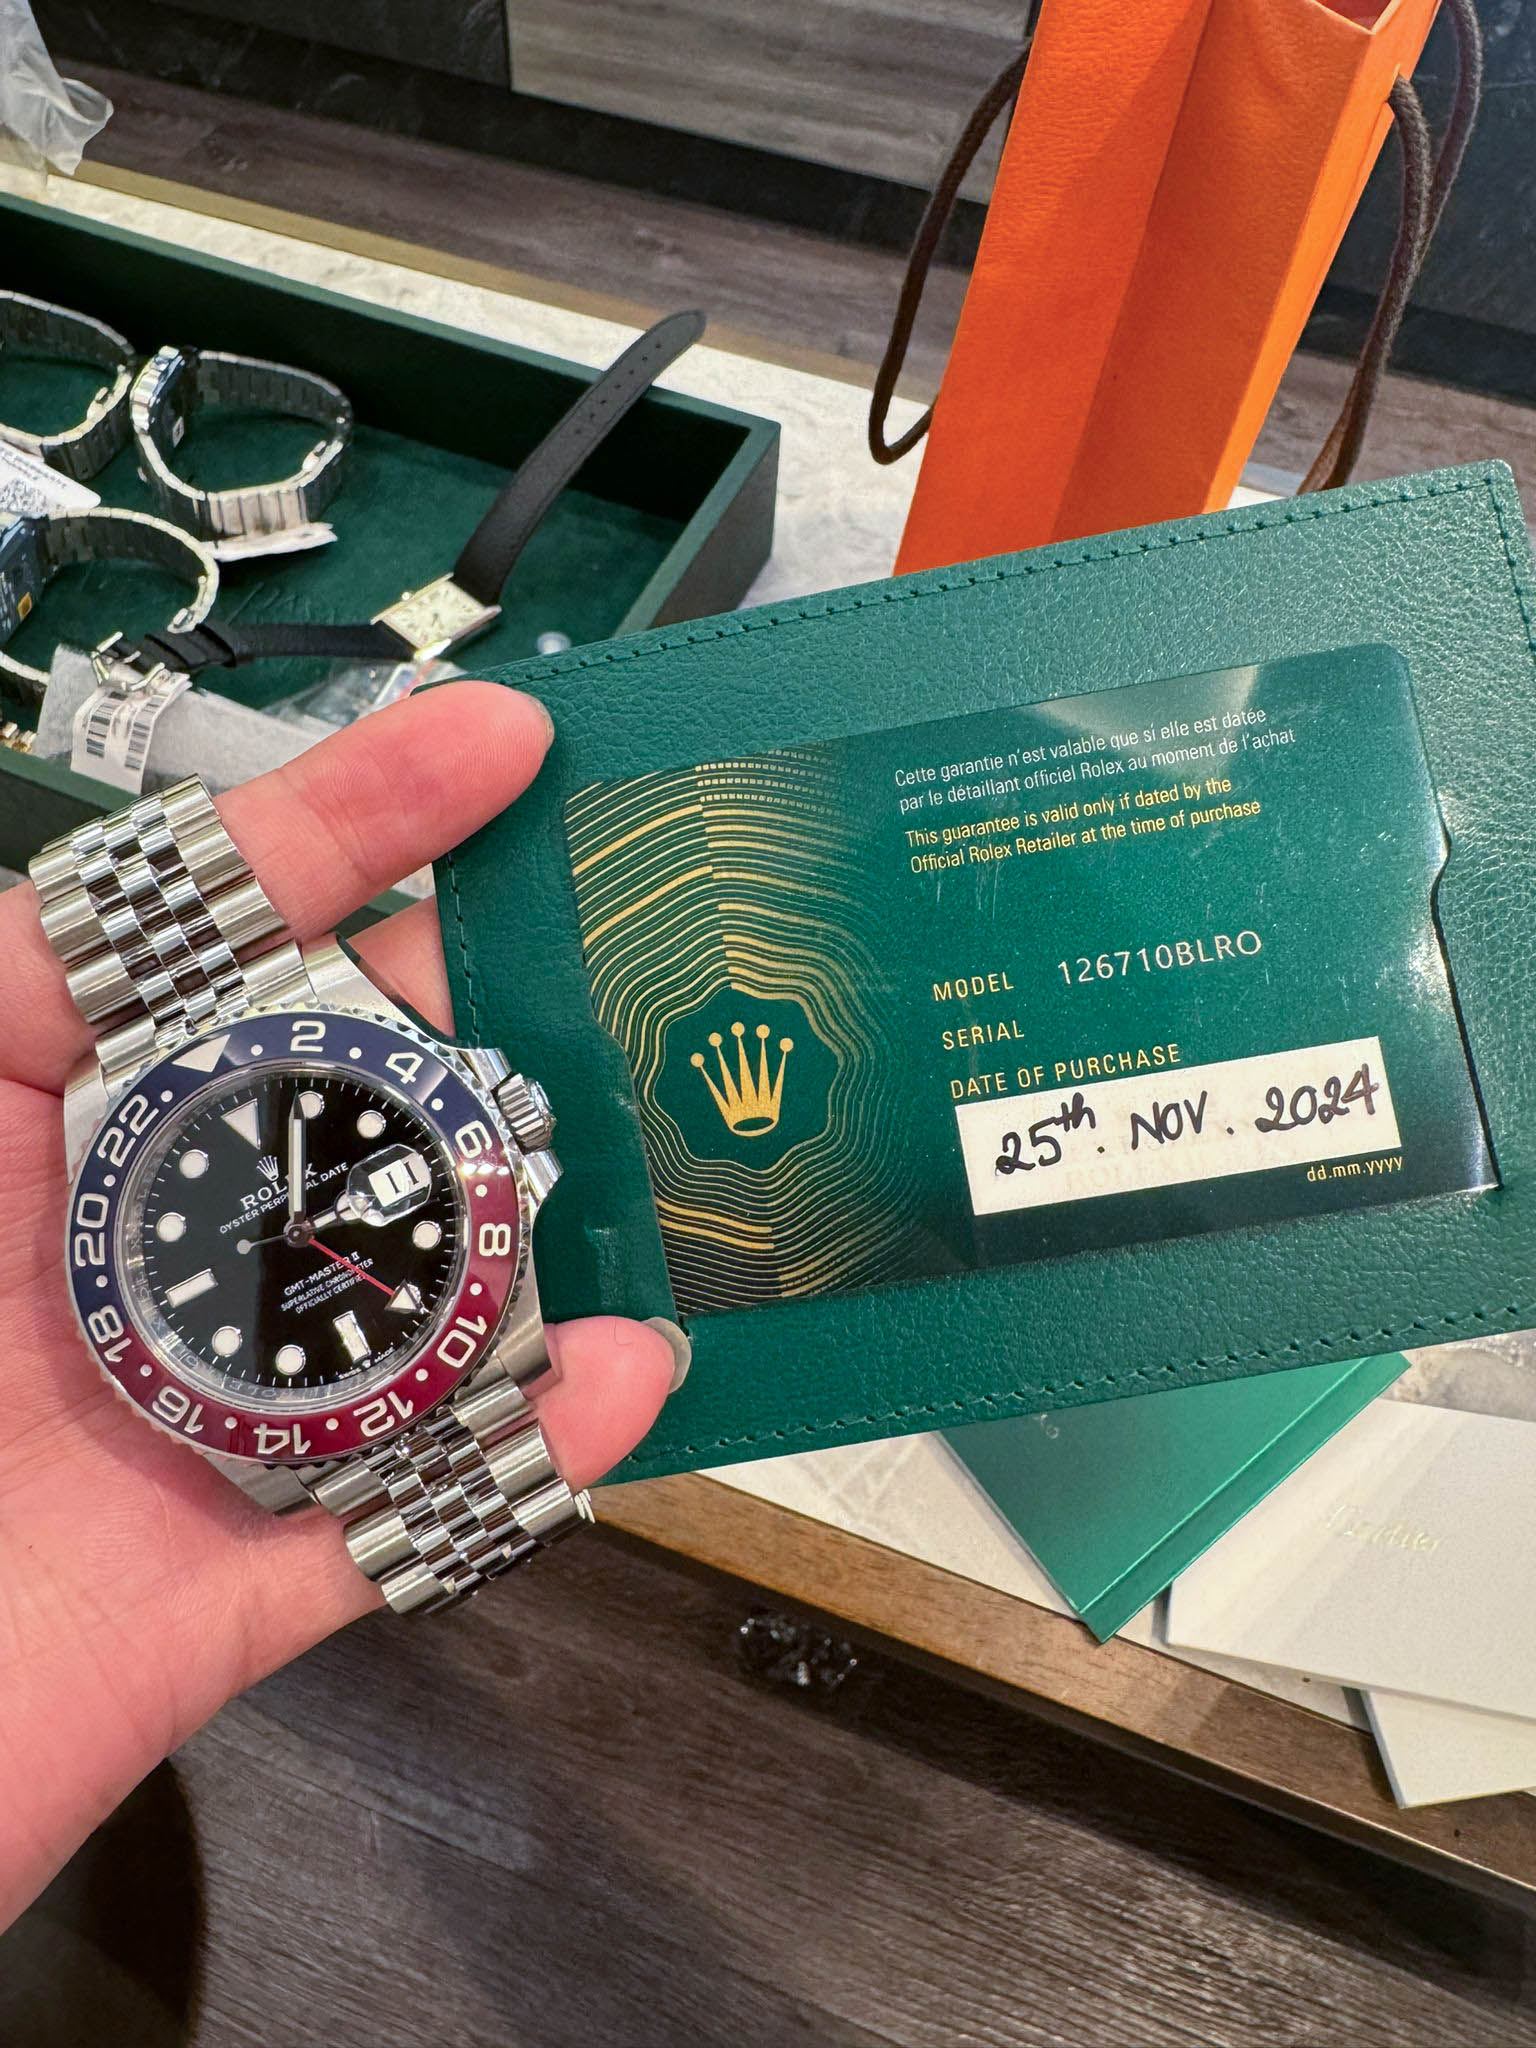 Cette garantie n'est valable que si elle est datée
par le détaillant officiel Rolex au moment de l'achat
This guarantee is valid only if dated by the
Official Rolex Retailer at the time of purchase
MODEL 126710BLRO
SERIAL
DATE OF PURCHASE
25th. NOV. 2024
dd.mm.yyyy
2
4
6
8
10
12
14
16
18
20
22
11
ROLEX
OYSTER PERPETUAL DATE
GMT-MASTER II
SUPERLATIVE CHRONOMETER
OFFICIALLY CERTIFIED
SWISS MADE
Cartier